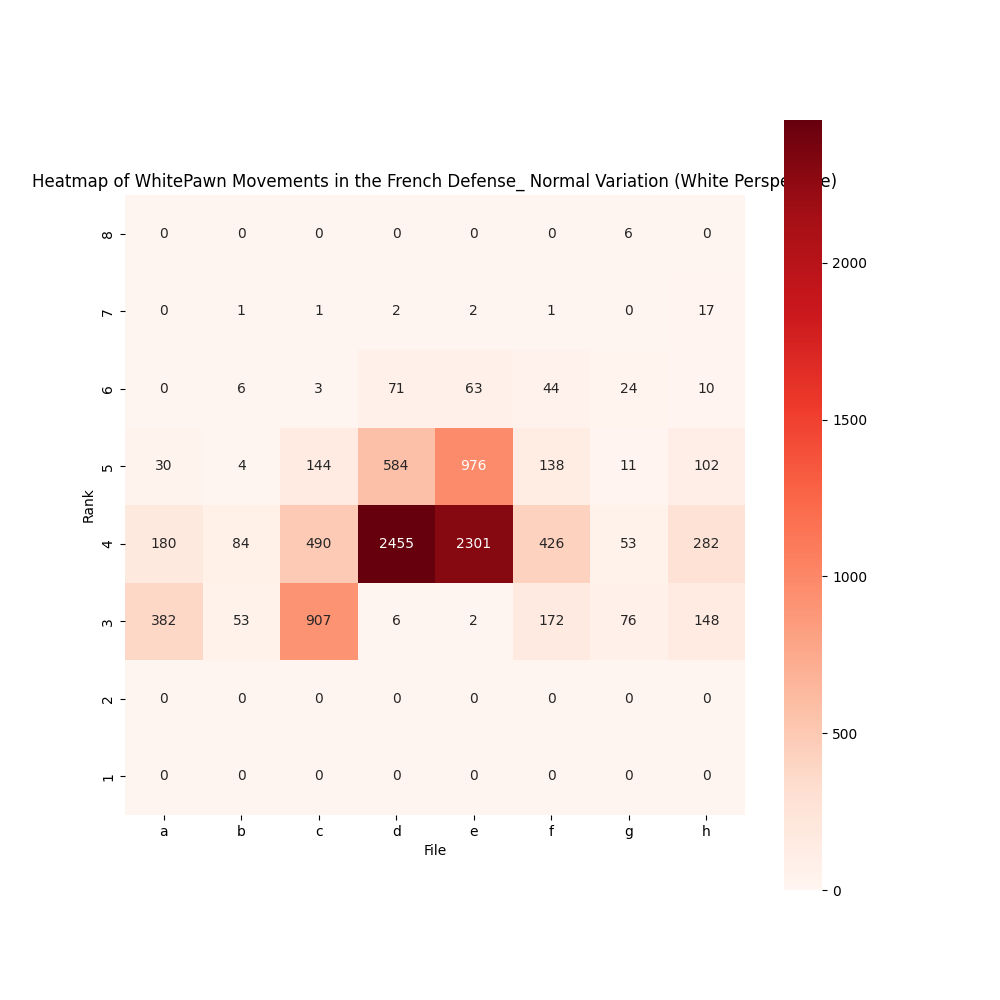 Heatmap of WhitePawn Movements in the French Defense_ Normal Variation (White Perspe e)
8 0 0 0 0 0 0 6 0
7 0 1 1 2 2 1 0 17
6 0 6 3 71 63 44 24 10
5 30 4 144 584 976 138 11 102
4 180 84 490 2455 2301 426 53 282
3 382 53 907 6 2 172 76 148
2 0 0 0 0 0 0 0 0
1 0 0 0 0 0 0 0 0
a b c d e f g h
File
Rank
2000
1500
1000
500
0